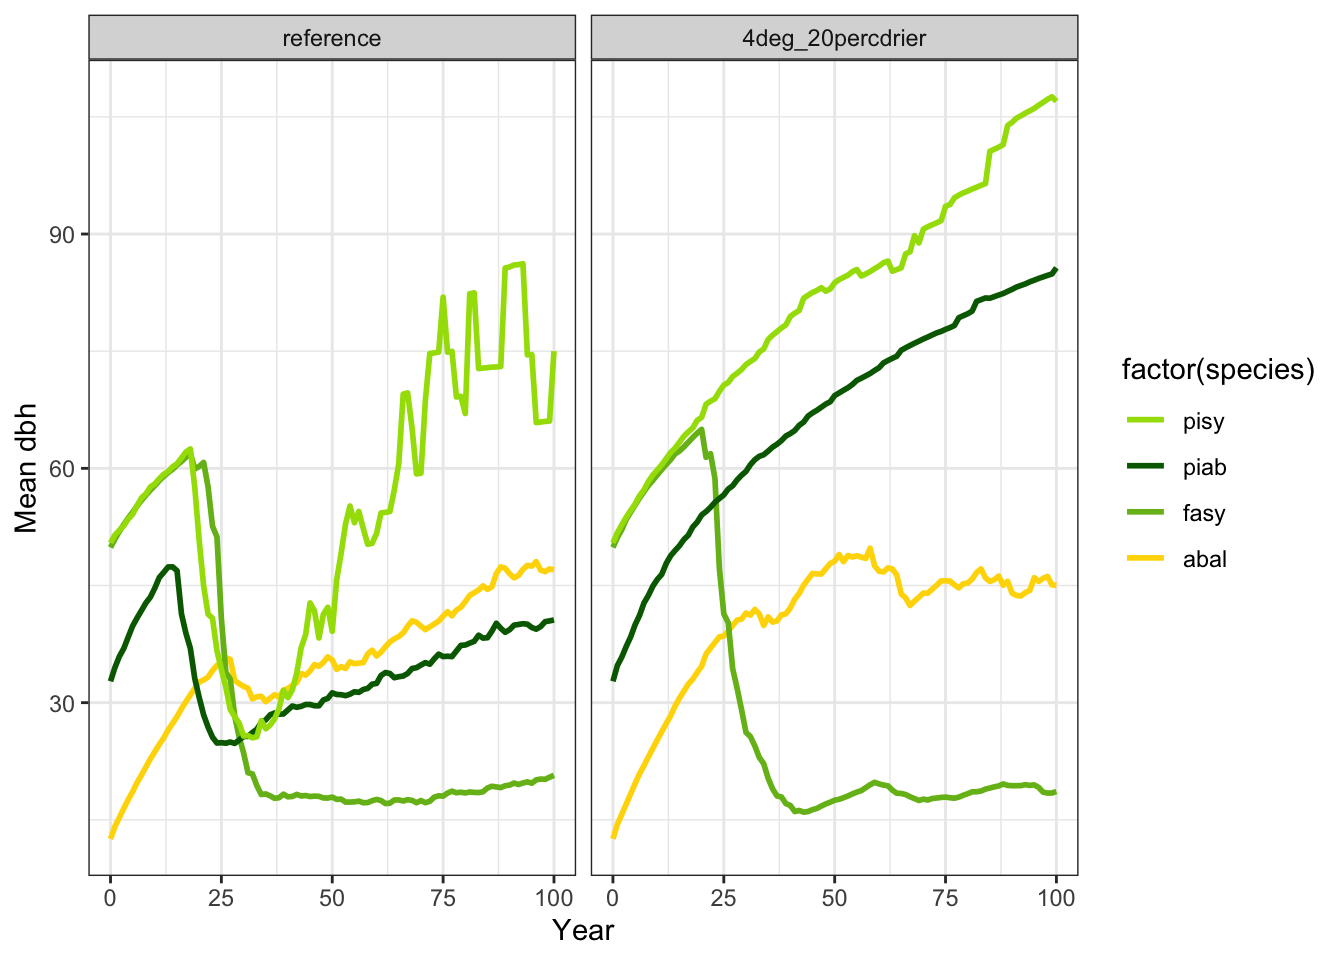 reference
4deg_20percdrier
Mean dbh
90
60
30
0 25 50 75 100
0 25 50 75 100
Year
factor(species)
pisy
piab
fasy
abal